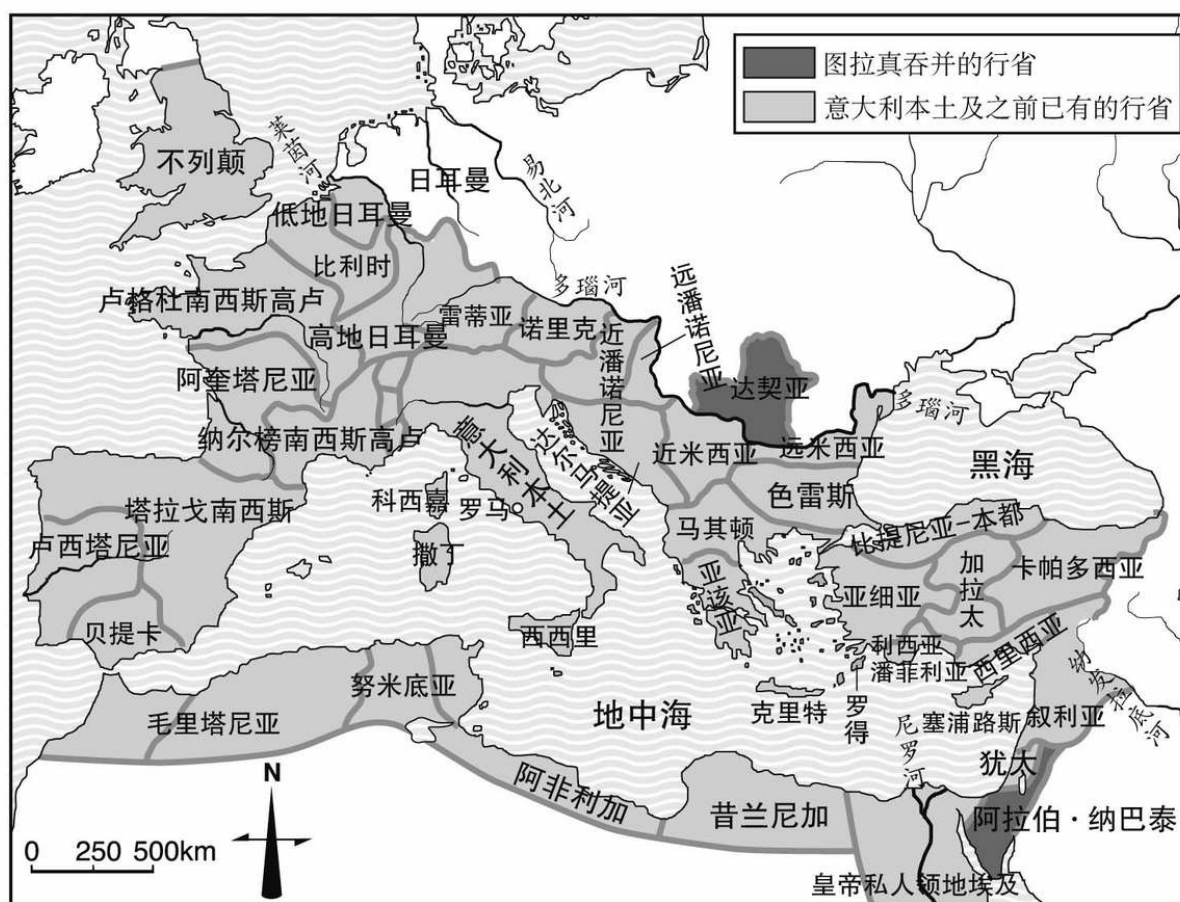 图拉真吞并的行省
意大利本土及之前已有的行省
不列颠
莱茵河
日耳曼
易北河
低地日耳曼
比利时
多瑙河
远潘诺尼亚
卢格杜南西斯高卢
高地日耳曼
雷蒂亚
诺里克
近潘诺尼亚
达契亚
阿奎塔尼亚
多瑙河
纳尔榜南西斯高卢
意大利本土
达尔马提亚
近米西亚
远米西亚
黑海
科西嘉
罗马
色雷斯
塔拉戈南西斯
马其顿
比提尼亚-本都
卢西塔尼亚
撒丁
加拉太
卡帕多西亚
亚该亚
亚细亚
贝提卡
西西里
利西亚
潘菲利亚
西里西亚
幼发拉底河
努米底亚
毛里塔尼亚
地中海
克里特
罗得
尼罗河
塞浦路斯
叙利亚
犹太
N
阿非利加
昔兰尼加
阿拉伯·纳巴泰
0 250 500km
皇帝私人领地埃及